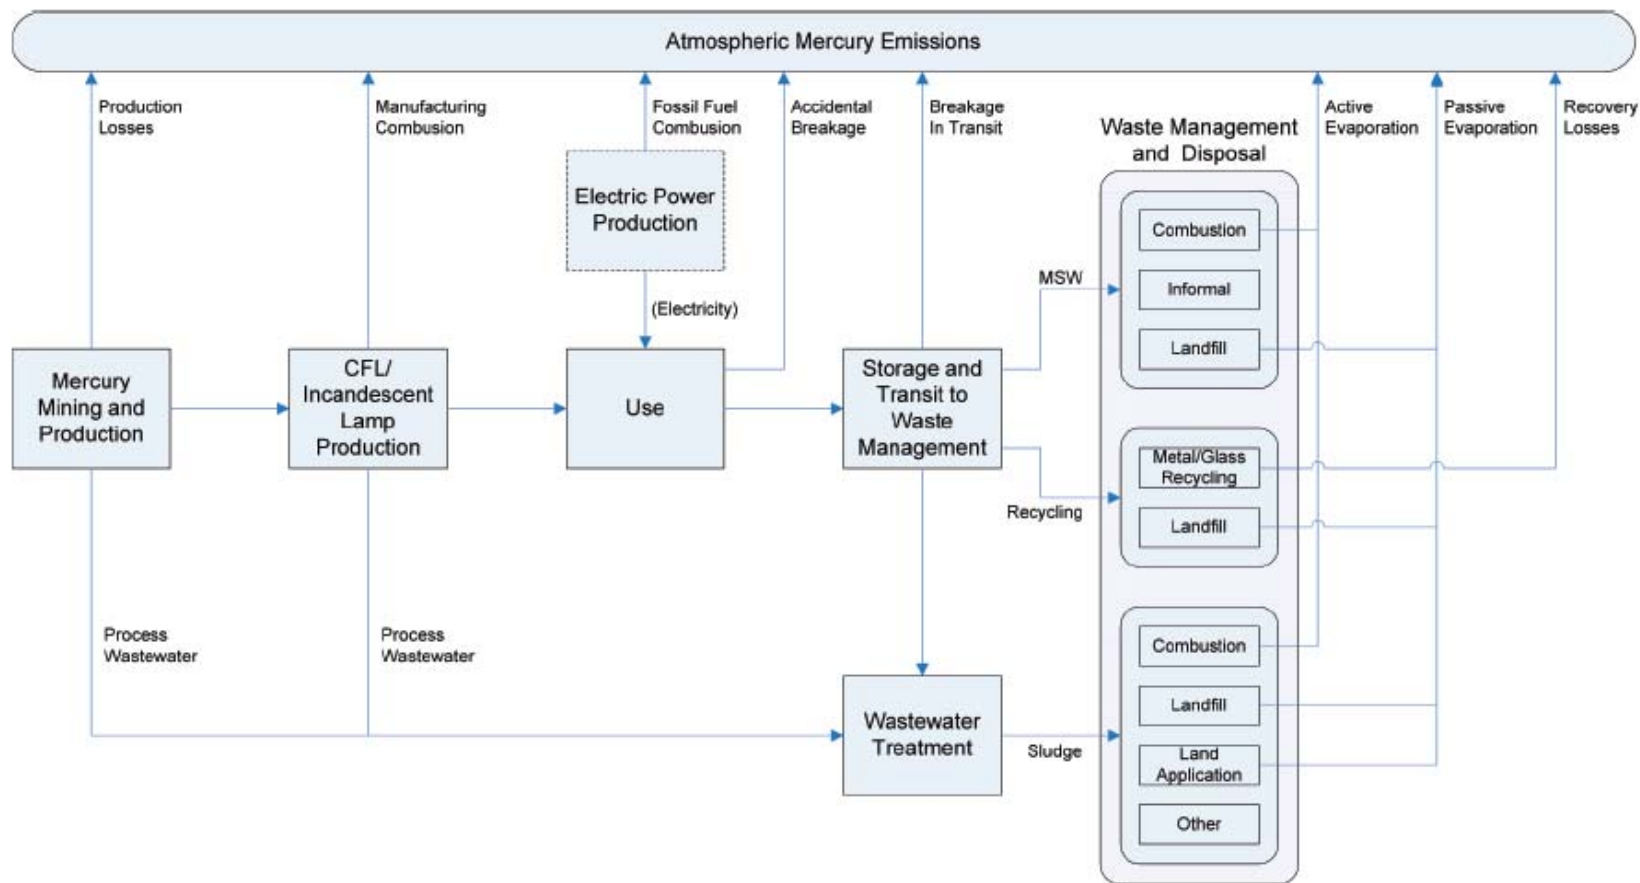 Atmospheric Mercury Emissions
Production
Losses
Manufacturing
Combusion
Fossil Fuel
Combusion
Accidental
Breakage
Breakage
In Transit
Active
Evaporation
Passive
Evaporation
Recovery
Losses
Waste Management
and Disposal
Electric Power
Production
(Electricity)
Mercury
Mining and
Production
CFL/
Incandescent
Lamp
Production
Use
Storage and
Transit to
Waste
Management
MSW
Combustion
Informal
Landfill
Recycling
Metal/Glass
Recycling
Landfill
Process
Wastewater
Process
Wastewater
Wastewater
Treatment
Sludge
Combustion
Landfill
Land
Application
Other